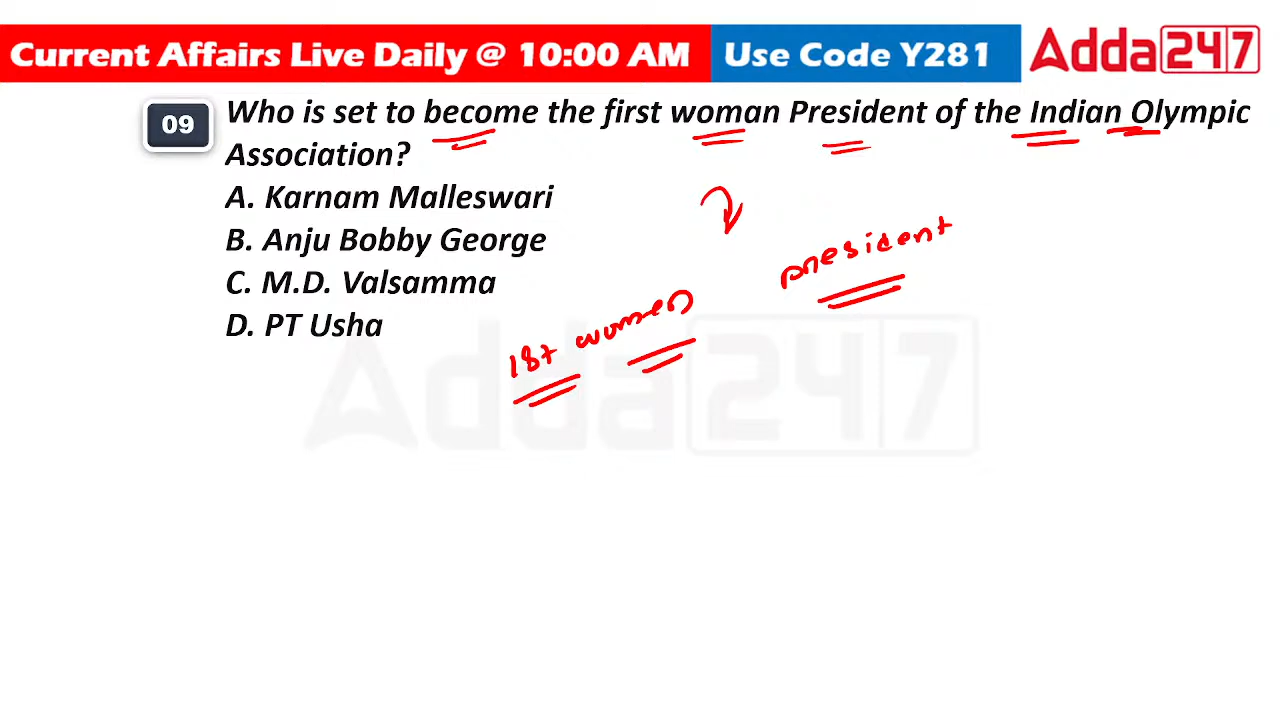 Current Affairs Live Daily @ 10:00 AM Use Code Y281 Adda247
09 Who is set to become the first woman President of the Indian Olympic
Association?
A. Karnam Malleswari
B. Anju Bobby George
C. M.D. Valsamma
D. PT Usha
president
1st women
Adda247